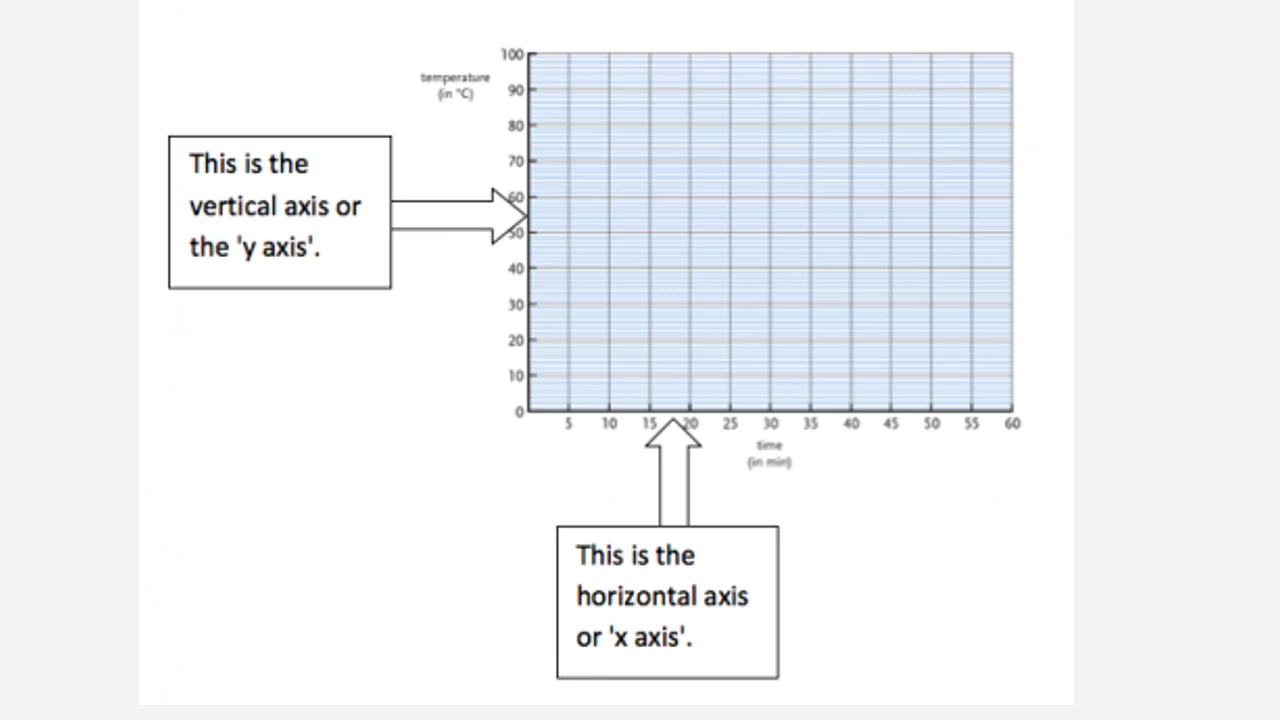 100
temperature
(in °C)
90
80
This is the
vertical axis or
the 'y axis'.
70
60
50
40
30
20
10
0
5 10 15 20 25 30 35 40 45 50 55 60
time
(in min)
This is the
horizontal axis
or 'x axis'.